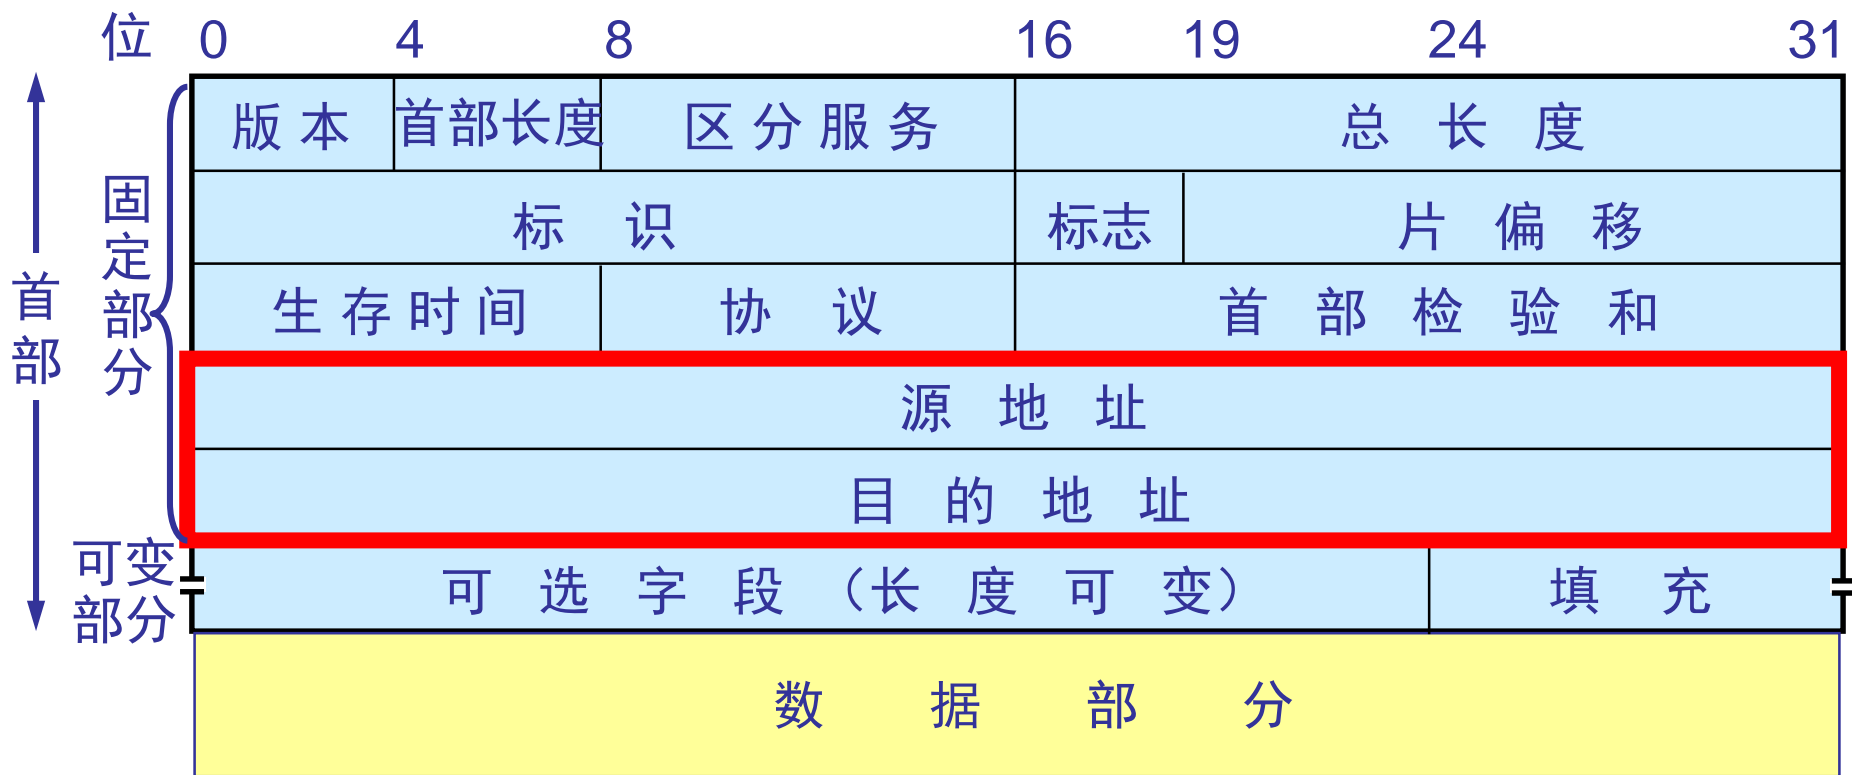 位 0 4 8 16 19 24 31
版本 首部长度 区分服务 总长度
标识 标志 片偏移
生存时间 协议 首部检验和
源地址
目的地址
可选字段（长度可变） 填充
数据部分
首部
固定部分
可变
部分